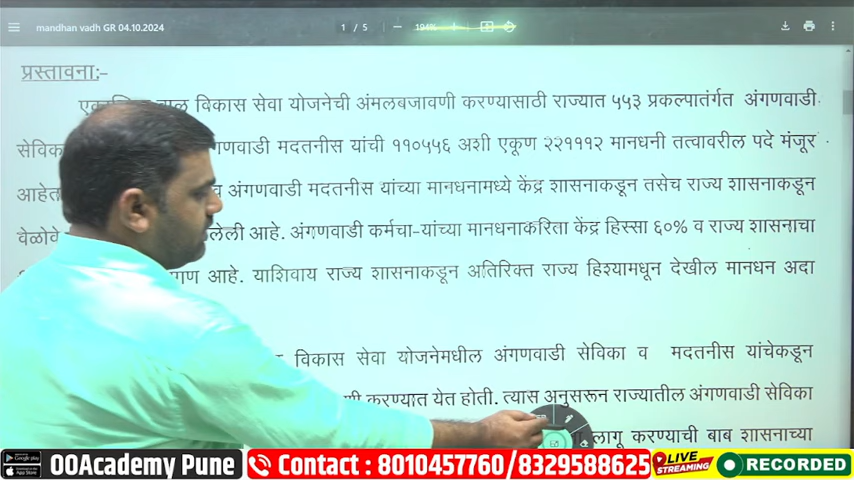 mandhan vadh GR 04.10.2024
1 / 5
194%
प्रस्तावना:-
विकास सेवा योजनेची अंमलबजावणी करण्यासाठी राज्यात ५५३ प्रकल्पातंर्गत अंगणवाडी
मदतनीस यांची ११०५५६ अशी एकूण २२१११२ मानधनी तत्वावरील पदे मंजूर
व अंगणवाडी मदतनीस यांच्या मानधनामध्ये केंद्र शासनाकडून तसेच राज्य शासनाकडून
आहे. अंगणवाडी कर्मचा-यांच्या मानधनाकरिता केंद्र हिस्सा ६०% व राज्य शासनाचा
आहे. याशिवाय राज्य शासनाकडून अतिरिक्त राज्य हिश्यामधून देखील मानधन अदा
विकास सेवा योजनेमधील अंगणवाडी सेविका व मदतनीस यांचेकडून
करण्यात येत होती. त्यास अनुसरून राज्यातील अंगणवाडी सेविका
लागू करण्याची बाब शासनाच्या
OOAcademy Pune
Contact : 8010457760/8329588625
LIVE
STREAMING
RECORDED